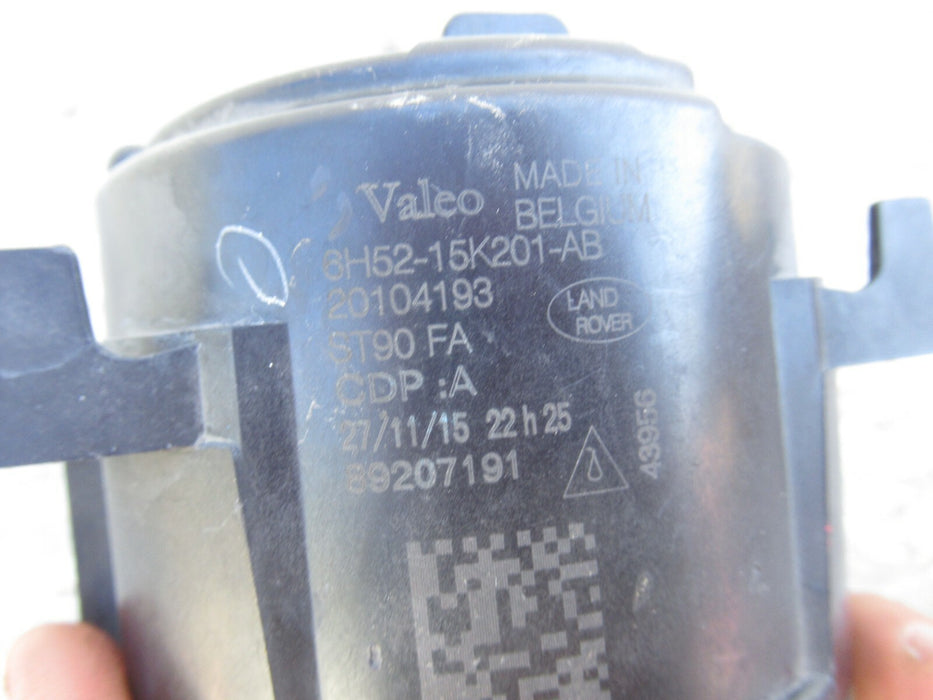 Valeo MADE IN
BELGIUM
6H52-15K201-AB
20104193
LAND
ROVER
ST90 FA
CDP :A
27/11/15 22 h 25
89207191
43956